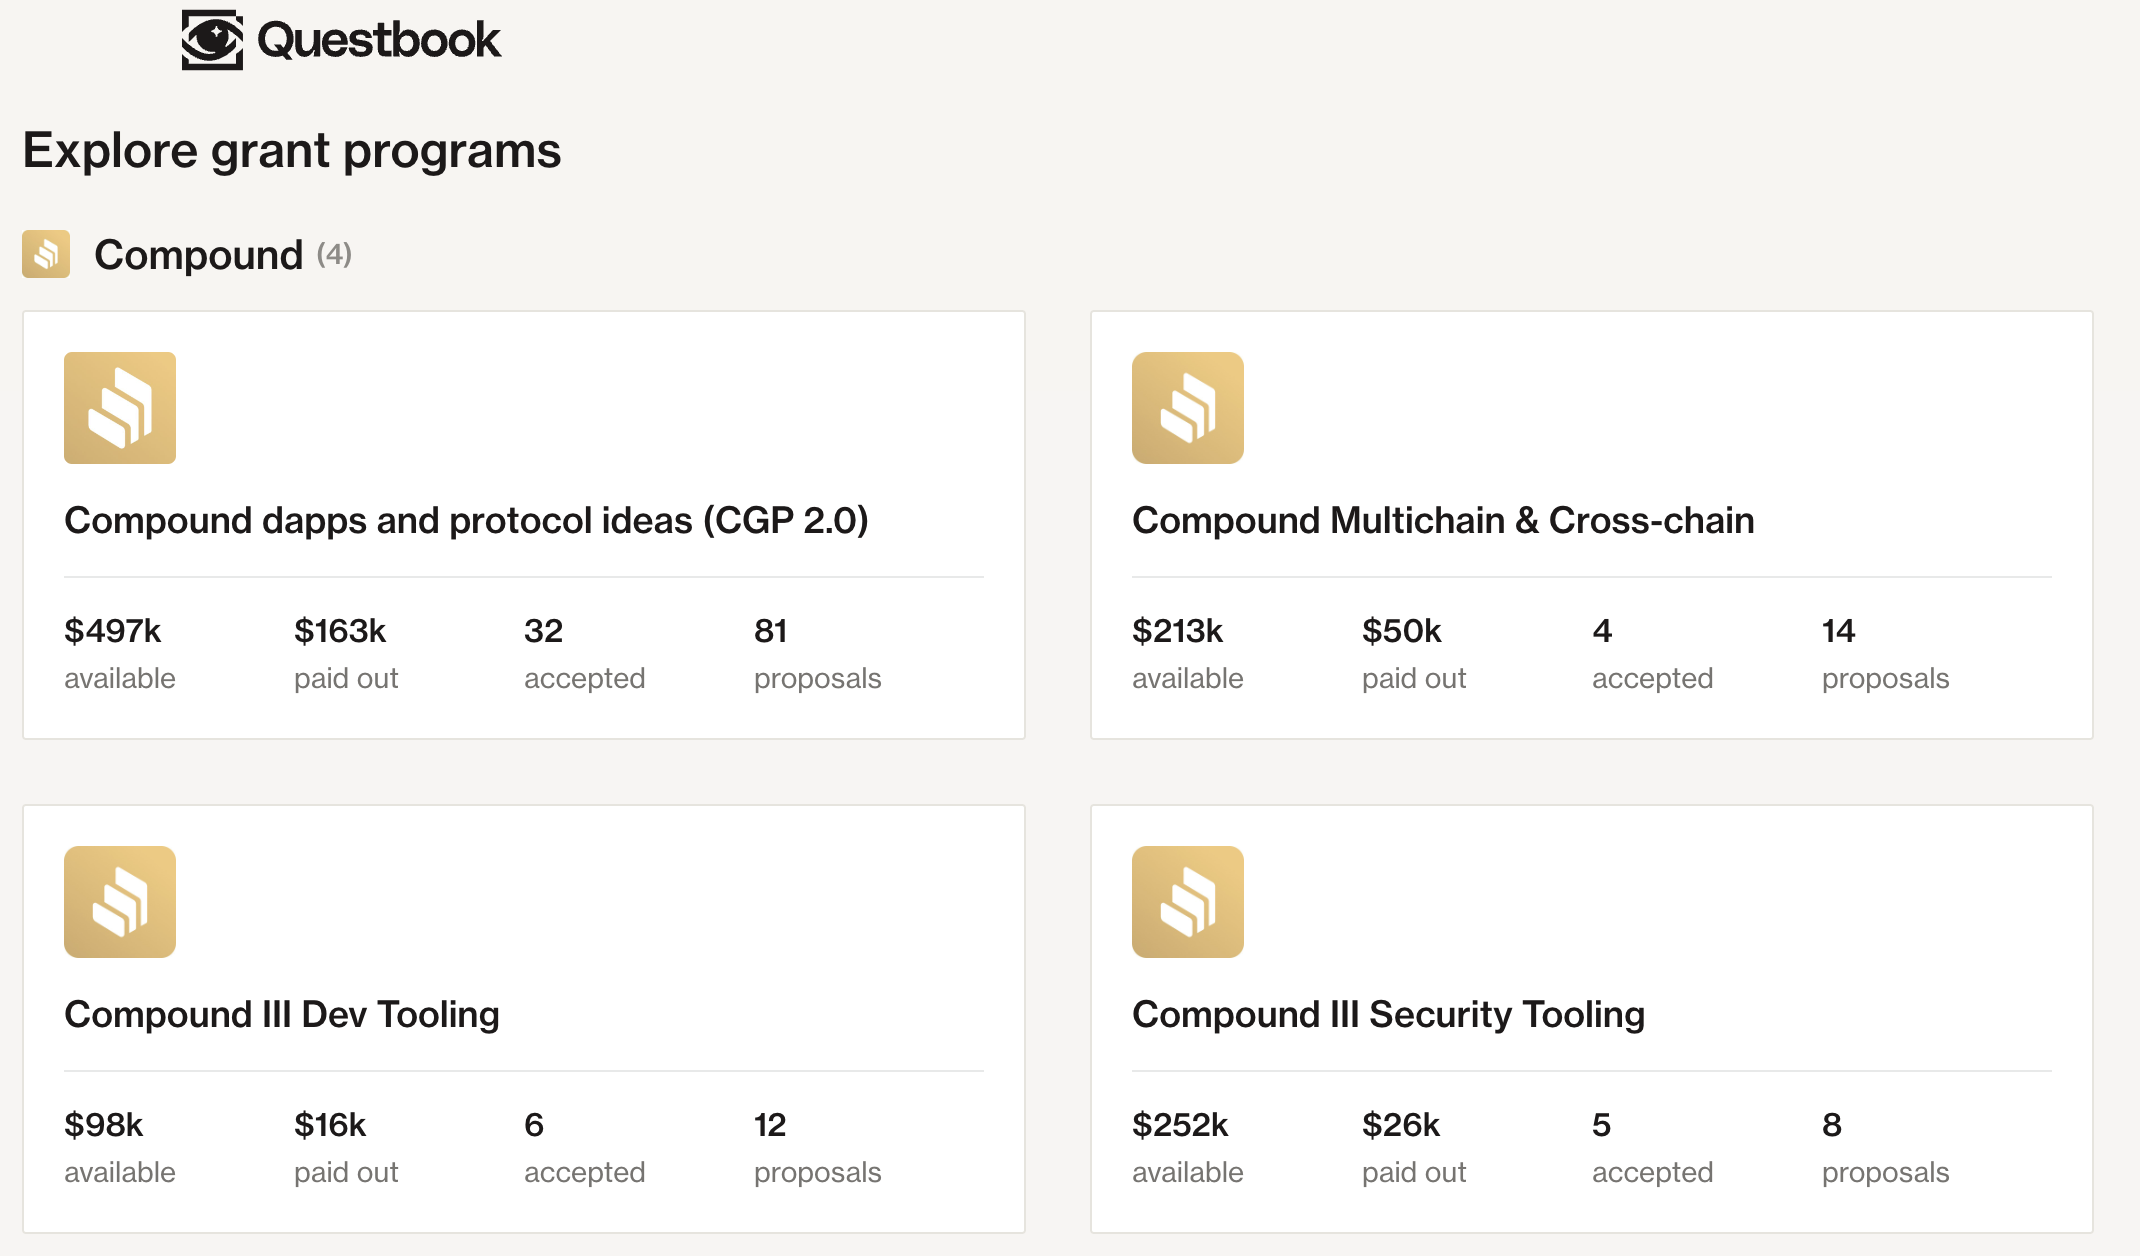 Questbook
Explore grant programs
Compound (4)
Compound dapps and protocol ideas (CGP 2.0)
$497k $163k 32 81
available paid out accepted proposals
Compound Multichain & Cross-chain
$213k $50k 4 14
available paid out accepted proposals
Compound III Dev Tooling
$98k $16k 6 12
available paid out accepted proposals
Compound III Security Tooling
$252k $26k 5 8
available paid out accepted proposals